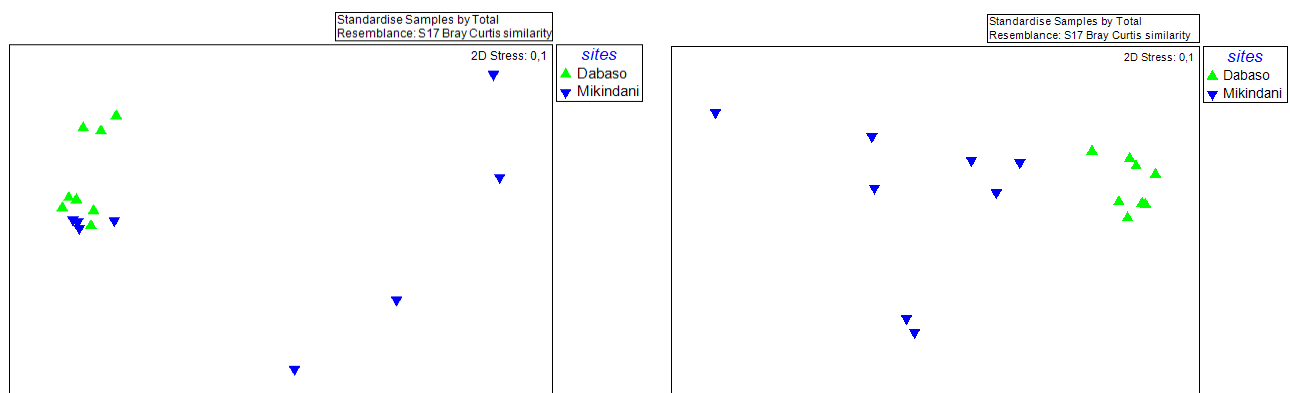 Standardise Samples by Total
Resemblance: S17 Bray Curtis similarity
2D Stress: 0,1
sites
Dabaso
Mikindani
Standardise Samples by Total
Resemblance: S17 Bray Curtis similarity
2D Stress: 0,1
sites
Dabaso
Mikindani